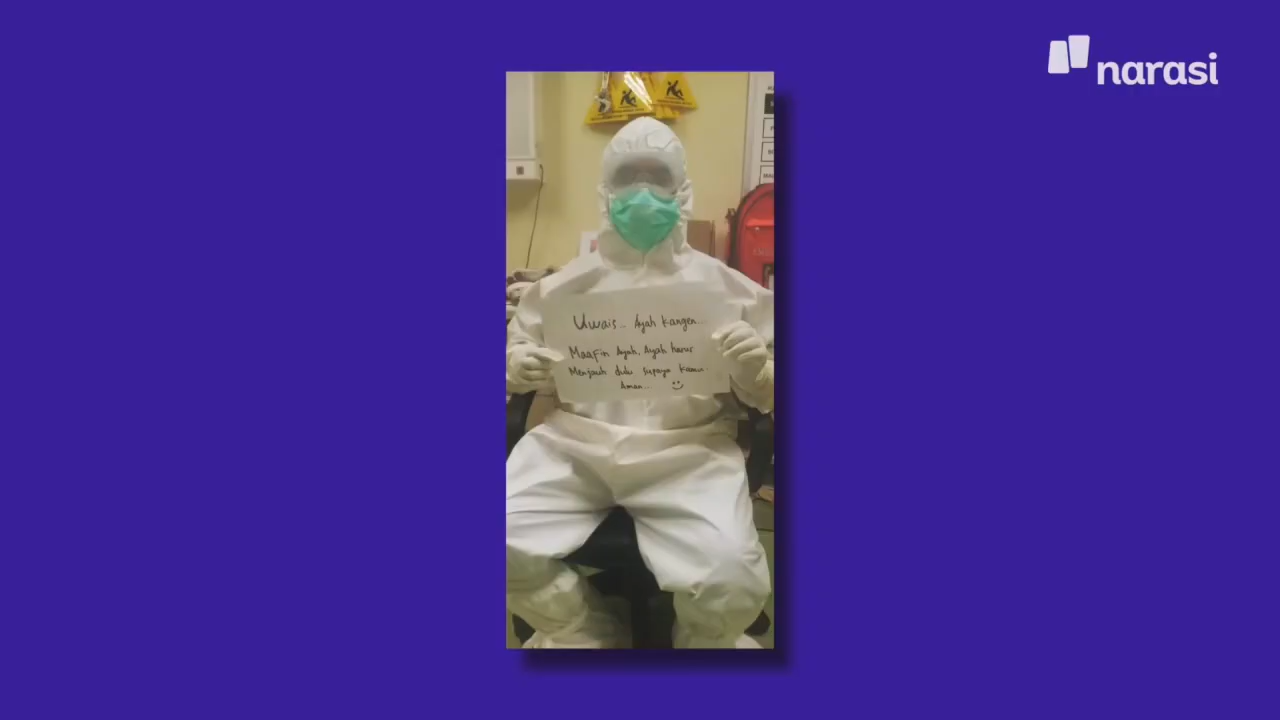 narasi
Uwais... Ayah Kangen...
Maafin Ayah, Ayah harus
Menjauh dulu supaya kamu
Aman...